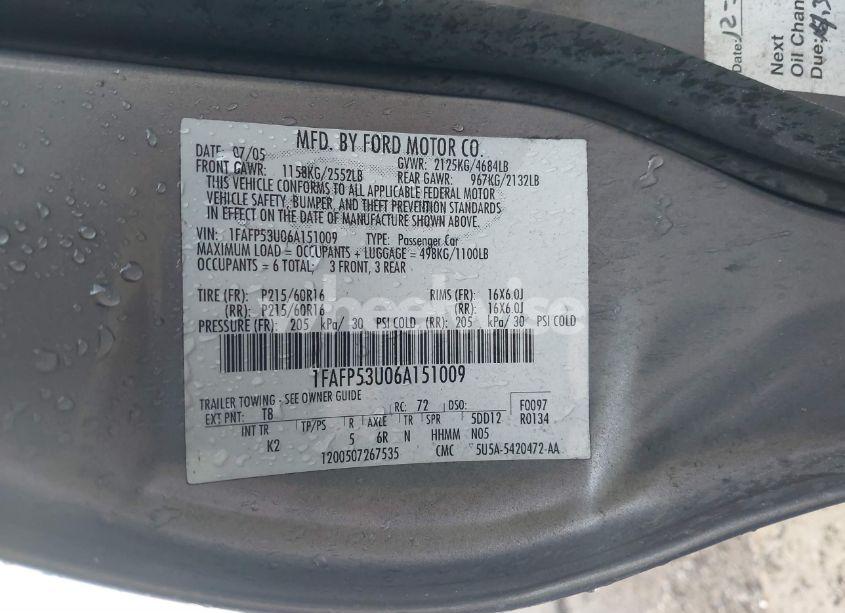 Date: 12-
Next
Oil Chan
Due:
MFD. BY FORD MOTOR CO.
DATE: 07/05 GVWR: 2125KG/4684LB
FRONT GAWR: 1158KG/2552LB REAR GAWR: 967KG/2132LB
THIS VEHICLE CONFORMS TO ALL APPLICABLE FEDERAL MOTOR
VEHICLE SAFETY, BUMPER, AND THEFT PREVENTION STANDARDS
IN EFFECT ON THE DATE OF MANUFACTURE SHOWN ABOVE.
VIN: 1FAFP53U06A151009 TYPE: Passenger Car
MAXIMUM LOAD = OCCUPANTS + LUGGAGE = 498KG/1100LB
OCCUPANTS = 6 TOTAL; 3 FRONT, 3 REAR
TIRE (FR): P215/60R16 RIMS (FR): 16X6.0J
(RR): P215/60R16 (RR): 16X6.0J
PRESSURE (FR): 205 kPa/ 30 PSI COLD (RR): 205 kPa/ 30 PSI COLD
1FAFP53U06A151009
TRAILER TOWING - SEE OWNER GUIDE
EXT PNT: T8 RC: 72 DSO: F0097
INT TR TP/PS R AXLE TR SPR 5DD12 R0134
K2 5 6R N HHMM N05
1200507267535 CMC 5U5A-5420472-AA